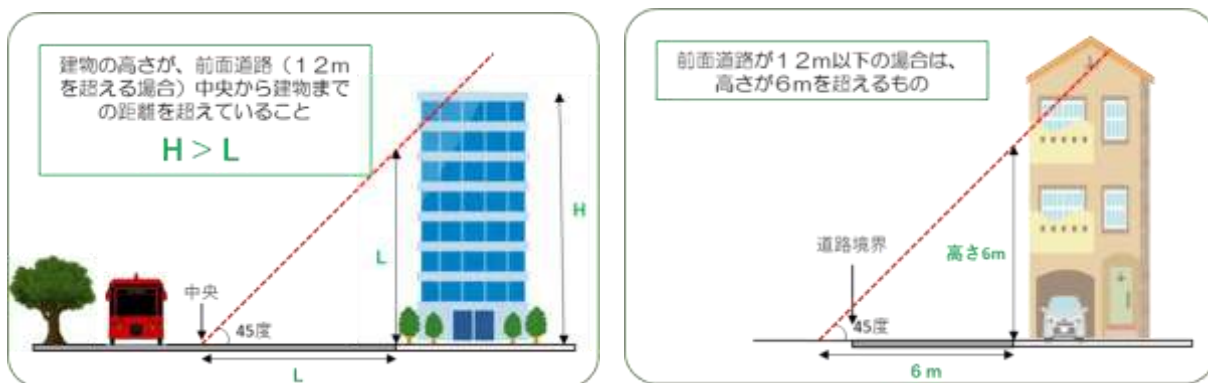 建物の高さが、前面道路（１２ｍ
を超える場合）中央から建物まで
の距離を超えていること
H > L
中央
45度
L
L
H
前面道路が１２ｍ以下の場合は、
高さが６ｍを超えるもの
道路境界
45度
高さ6m
6 m